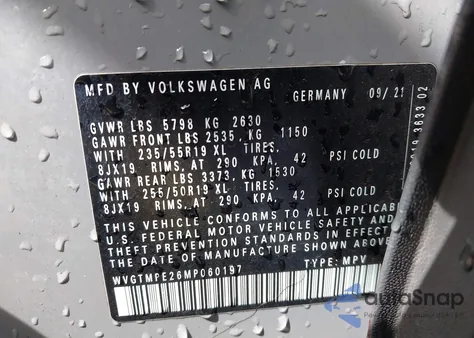 MFD BY VOLKSWAGEN AG
GERMANY 09/21
GVWR LBS 5798 KG 2630
GAWR FRONT LBS 2535, KG 1150
WITH 235/55R19 XL TIRES,
8JX19 RIMS, AT 290 KPA, 42 PSI COLD
GAWR REAR LBS 3373, KG 1530
WITH 255/50R19 XL TIRES,
8JX19 RIMS, AT 290 KPA, 42 PSI COLD
THIS VEHICLE CONFORMS TO ALL APPLICABL
U.S. FEDERAL MOTOR VEHICLE SAFETY AND
THEFT PREVENTION STANDARDS IN EFFECT
THE DATE OF MANUFACTURE SHOWN ABOVE.
WVGTMPE26MP060197 TYPE: MPV
3633 02
autoSnap